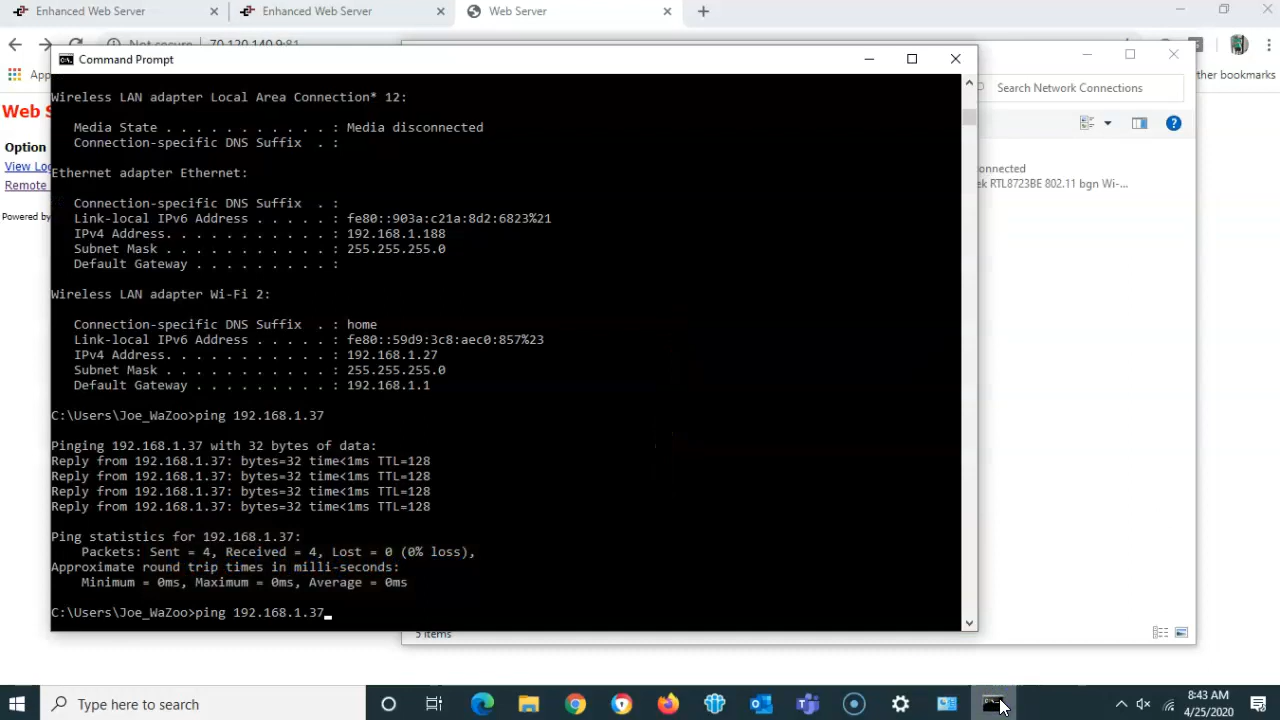 Enhanced Web Server
Enhanced Web Server
Web Server
Not secure
70.120.140.9:81
App
ther bookmarks
Command Prompt
Search Network Connections
Web S
Option
View Loc
Remote
Powered by
onnected
ek RTL8723BE 802.11 bgn Wi-...
Wireless LAN adapter Local Area Connection* 12:
Media State . . . . . . . . . . . : Media disconnected
Connection-specific DNS Suffix  . :
Ethernet adapter Ethernet:
Connection-specific DNS Suffix  . :
Link-local IPv6 Address . . . . . : fe80::903a:c21a:8d2:6823%21
IPv4 Address. . . . . . . . . . . : 192.168.1.188
Subnet Mask . . . . . . . . . . . : 255.255.255.0
Default Gateway . . . . . . . . . :
Wireless LAN adapter Wi-Fi 2:
Connection-specific DNS Suffix  . : home
Link-local IPv6 Address . . . . . : fe80::59d9:3c8:aec0:857%23
IPv4 Address. . . . . . . . . . . : 192.168.1.27
Subnet Mask . . . . . . . . . . . : 255.255.255.0
Default Gateway . . . . . . . . . : 192.168.1.1
C:\Users\Joe_WaZoo>ping 192.168.1.37
Pinging 192.168.1.37 with 32 bytes of data:
Reply from 192.168.1.37: bytes=32 time<1ms TTL=128
Reply from 192.168.1.37: bytes=32 time<1ms TTL=128
Reply from 192.168.1.37: bytes=32 time<1ms TTL=128
Reply from 192.168.1.37: bytes=32 time<1ms TTL=128
Ping statistics for 192.168.1.37:
Packets: Sent = 4, Received = 4, Lost = 0 (0% loss),
Approximate round trip times in milli-seconds:
Minimum = 0ms, Maximum = 0ms, Average = 0ms
C:\Users\Joe_WaZoo>ping 192.168.1.37_
5 items
Type here to search
8:43 AM
4/25/2020